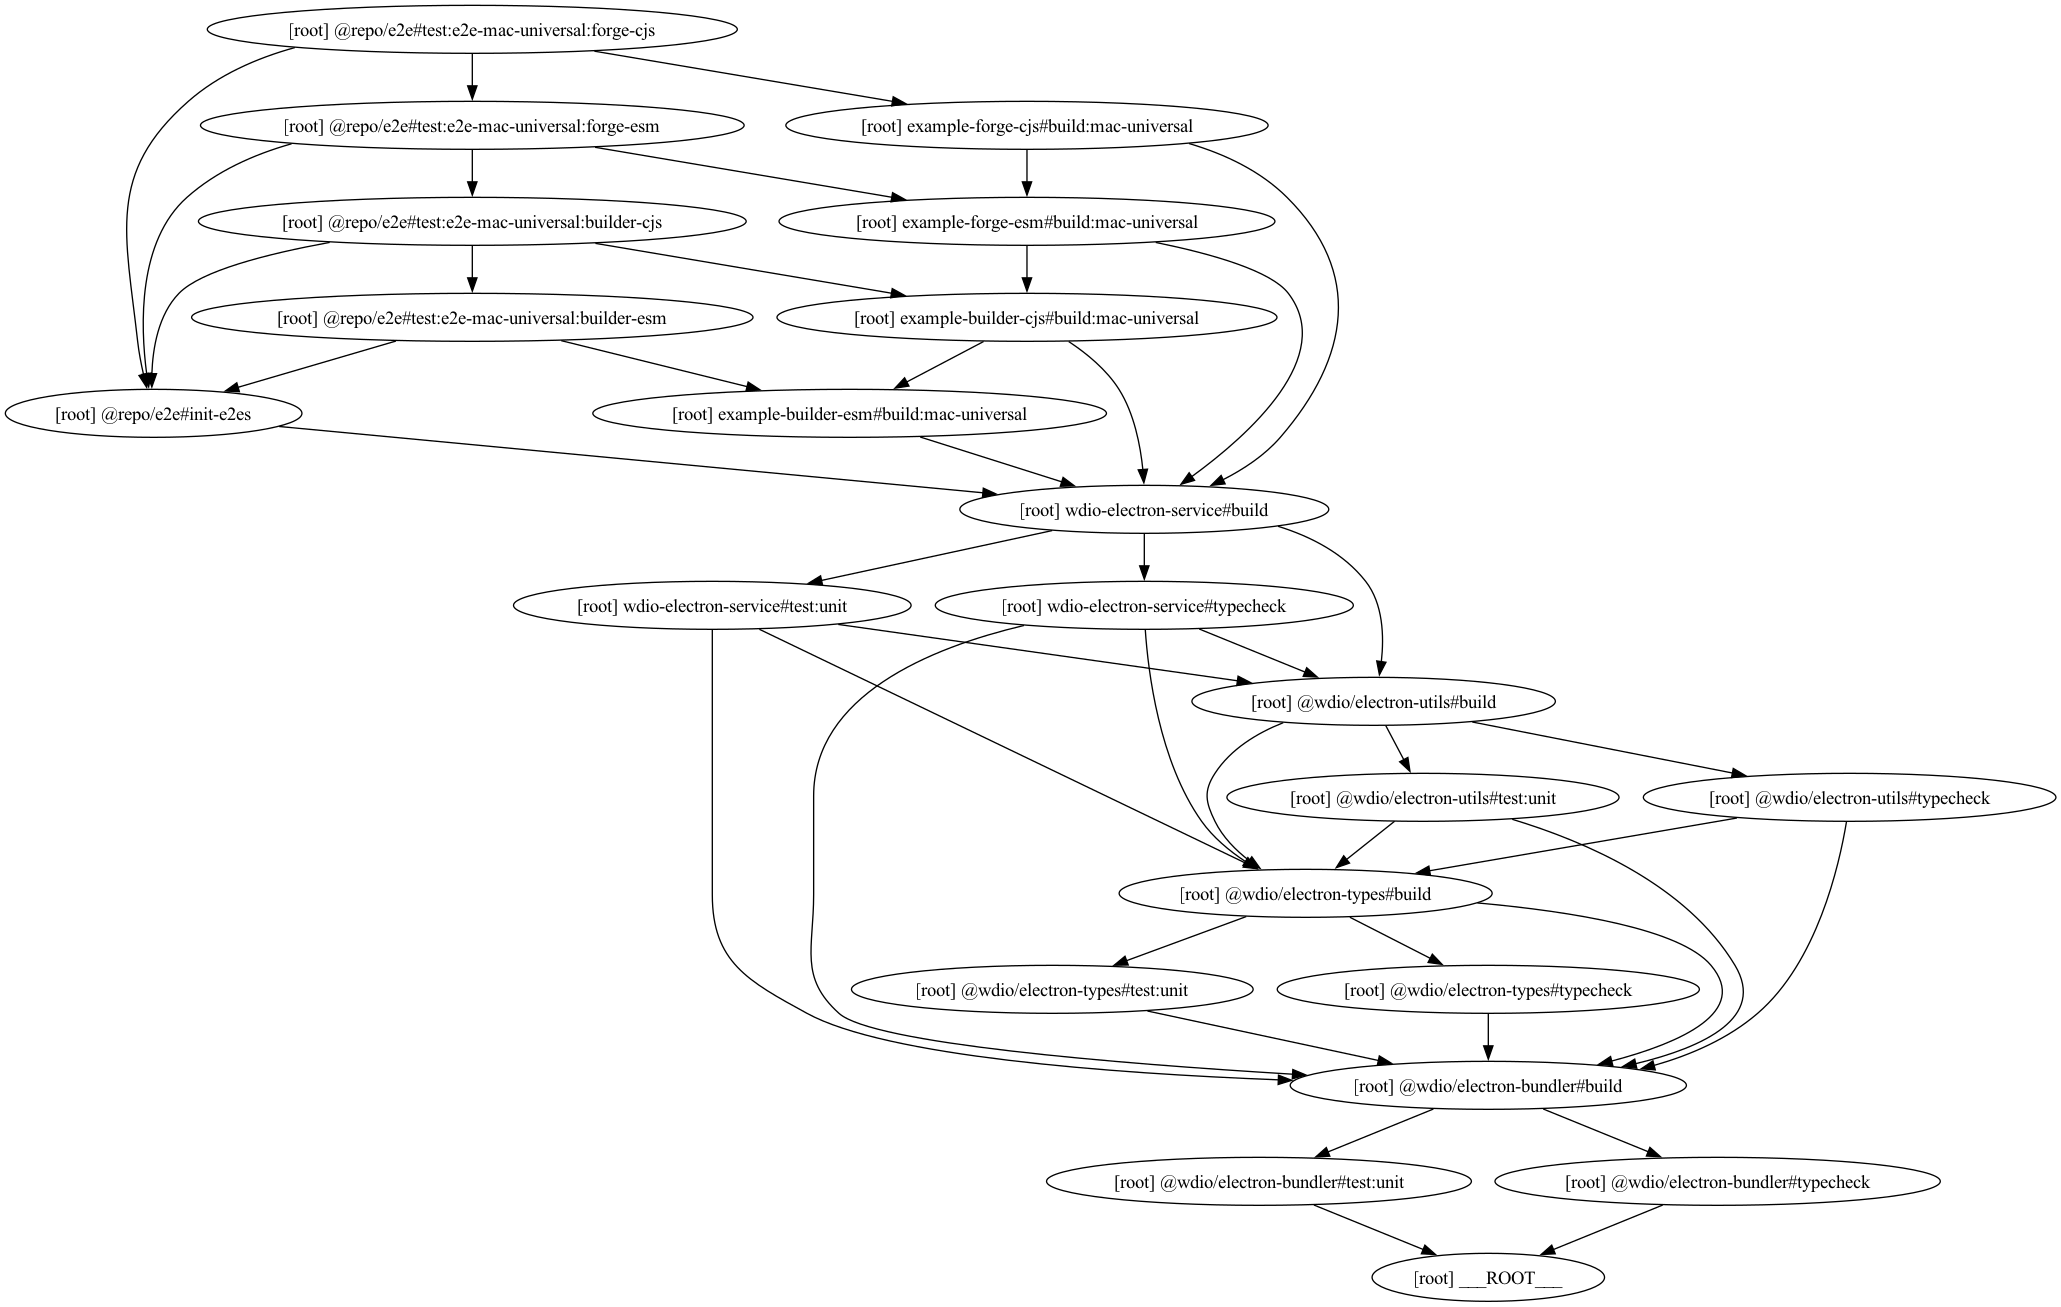 [root] @repo/e2e#test:e2e-mac-universal:forge-cjs
[root] @repo/e2e#test:e2e-mac-universal:forge-esm
[root] example-forge-cjs#build:mac-universal
[root] @repo/e2e#test:e2e-mac-universal:builder-cjs
[root] example-forge-esm#build:mac-universal
[root] @repo/e2e#test:e2e-mac-universal:builder-esm
[root] example-builder-cjs#build:mac-universal
[root] @repo/e2e#init-e2es
[root] example-builder-esm#build:mac-universal
[root] wdio-electron-service#build
[root] wdio-electron-service#test:unit
[root] wdio-electron-service#typecheck
[root] @wdio/electron-utils#build
[root] @wdio/electron-utils#test:unit
[root] @wdio/electron-utils#typecheck
[root] @wdio/electron-types#build
[root] @wdio/electron-types#test:unit
[root] @wdio/electron-types#typecheck
[root] @wdio/electron-bundler#build
[root] @wdio/electron-bundler#test:unit
[root] @wdio/electron-bundler#typecheck
[root] ___ROOT___